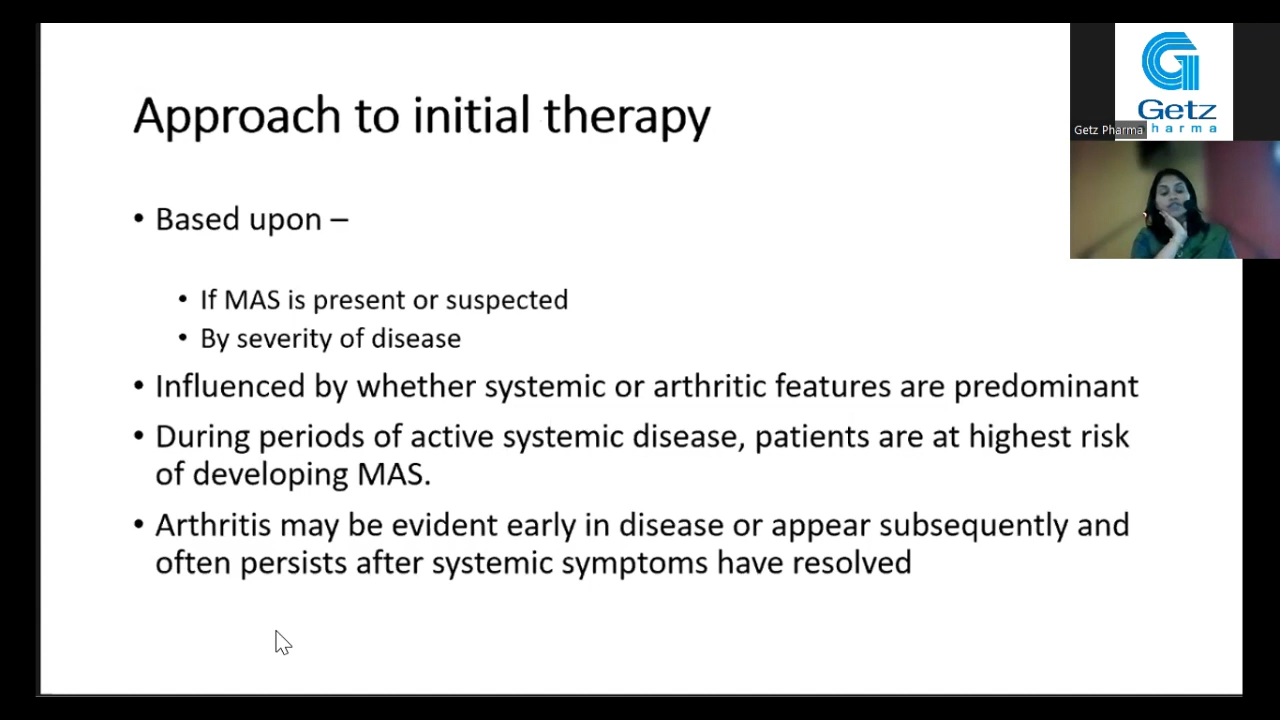 Approach to initial therapy
• Based upon –
• If MAS is present or suspected
• By severity of disease
• Influenced by whether systemic or arthritic features are predominant
• During periods of active systemic disease, patients are at highest risk
of developing MAS.
• Arthritis may be evident early in disease or appear subsequently and
often persists after systemic symptoms have resolved
Getz
harma
Getz Pharma